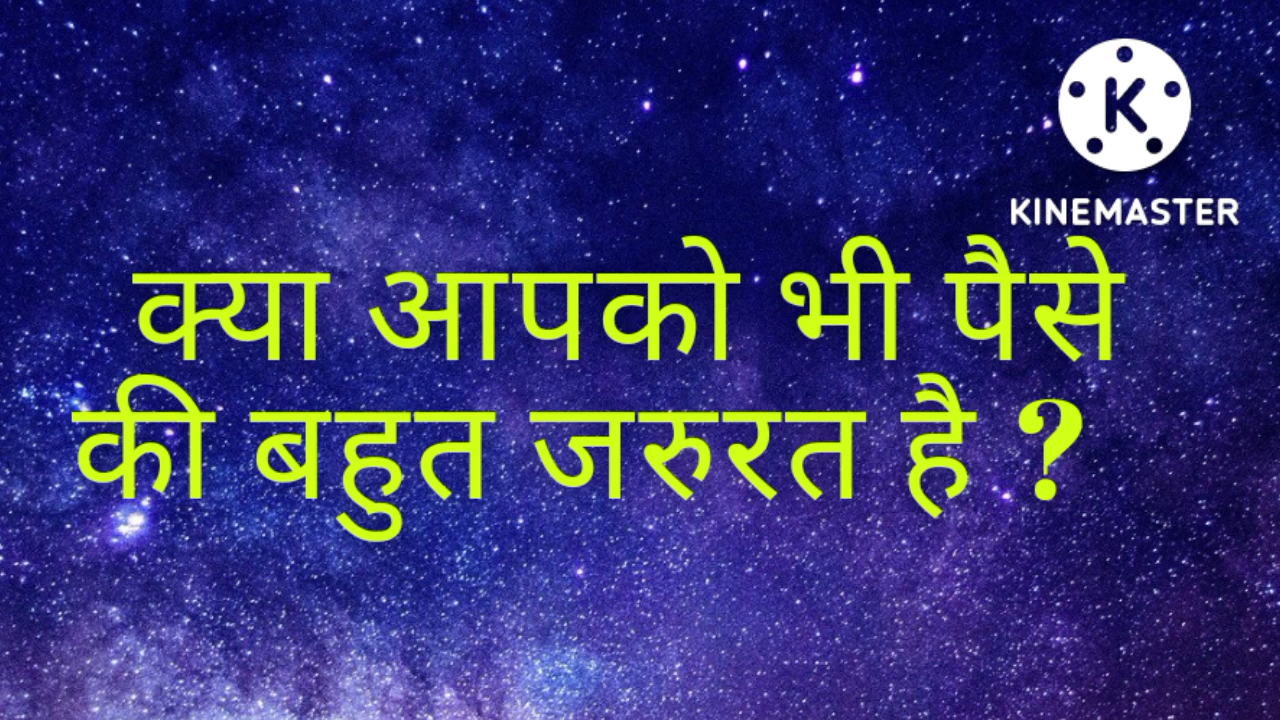 K
KINEMASTER
क्या आपको भी पैसे
की बहुत जरुरत है ?